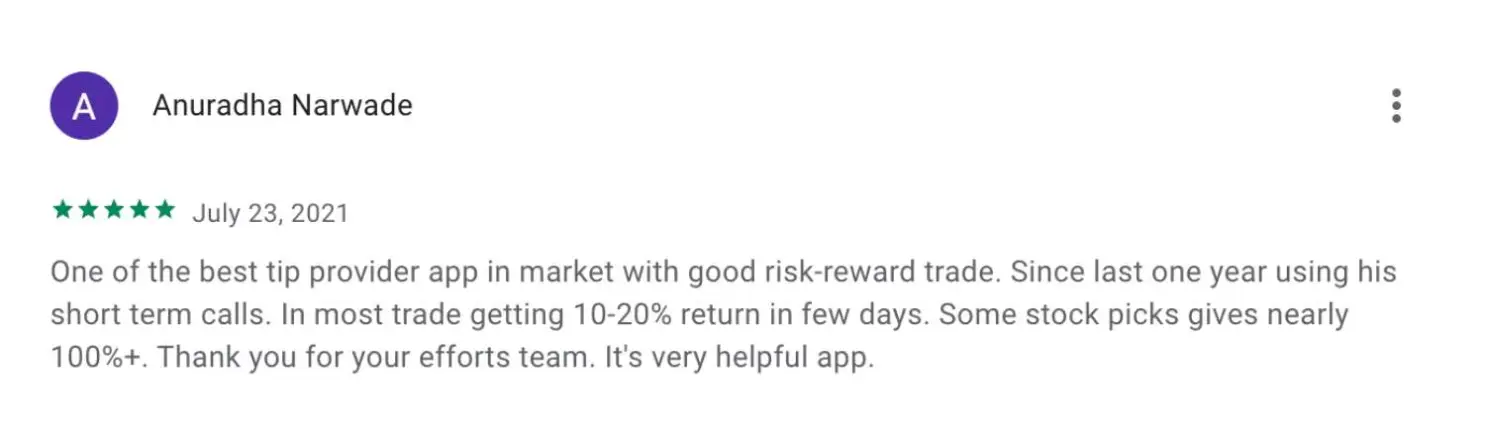 A
Anuradha Narwade
July 23, 2021
One of the best tip provider app in market with good risk-reward trade. Since last one year using his
short term calls. In most trade getting 10-20% return in few days. Some stock picks gives nearly
100%+. Thank you for your efforts team. It's very helpful app.